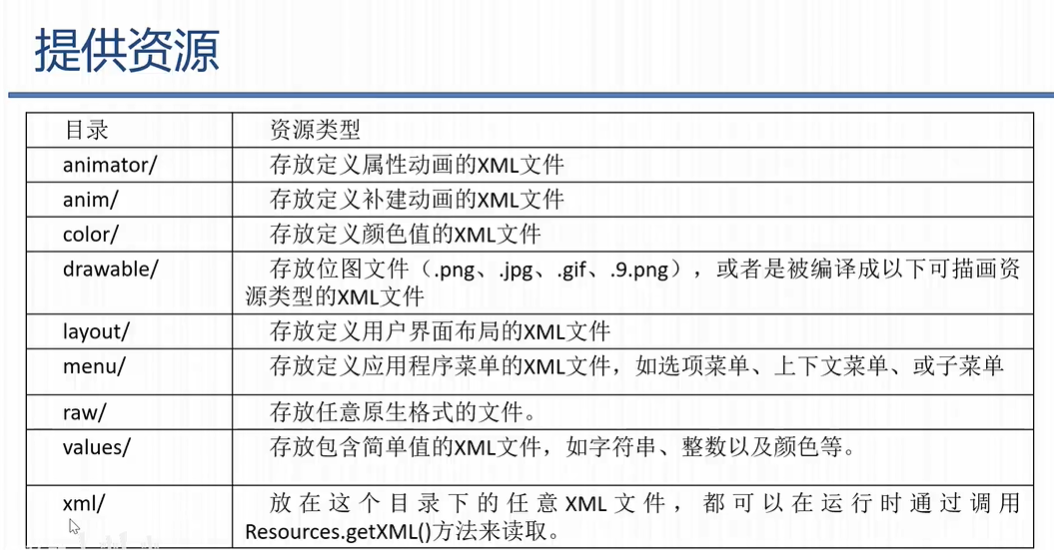 提供资源
目录 资源类型
animator/ 存放定义属性动画的XML文件
anim/ 存放定义补建动画的XML文件
color/ 存放定义颜色值的XML文件
drawable/ 存放位图文件（.png、.jpg、.gif、.9.png），或者是被编译成以下可描画资
源类型的XML文件
layout/ 存放定义用户界面布局的XML文件
menu/ 存放定义应用程序菜单的XML文件，如选项菜单、上下文菜单、或子菜单
raw/ 存放任意原生格式的文件。
values/ 存放包含简单值的XML文件，如字符串、整数以及颜色等。
xml/ 放在这个目录下的任意XML文件，都可以在运行时通过调用
Resources.getXML()方法来读取。